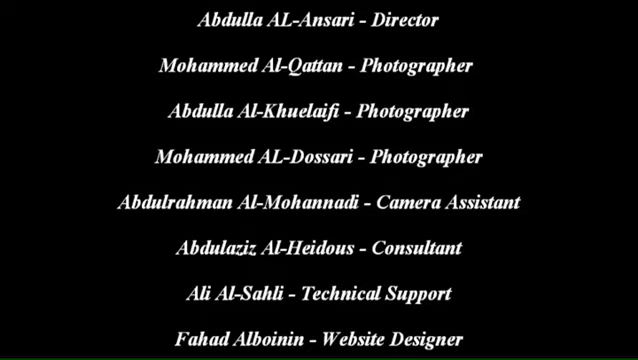 Abdulla AL-Ansari - Director
Mohammed Al-Qattan - Photographer
Abdulla Al-Khuelaifi - Photographer
Mohammed AL-Dossari - Photographer
Abdulrahman Al-Mohannadi - Camera Assistant
Abdulaziz Al-Heidous - Consultant
Ali Al-Sahli - Technical Support
Fahad Alboinin - Website Designer